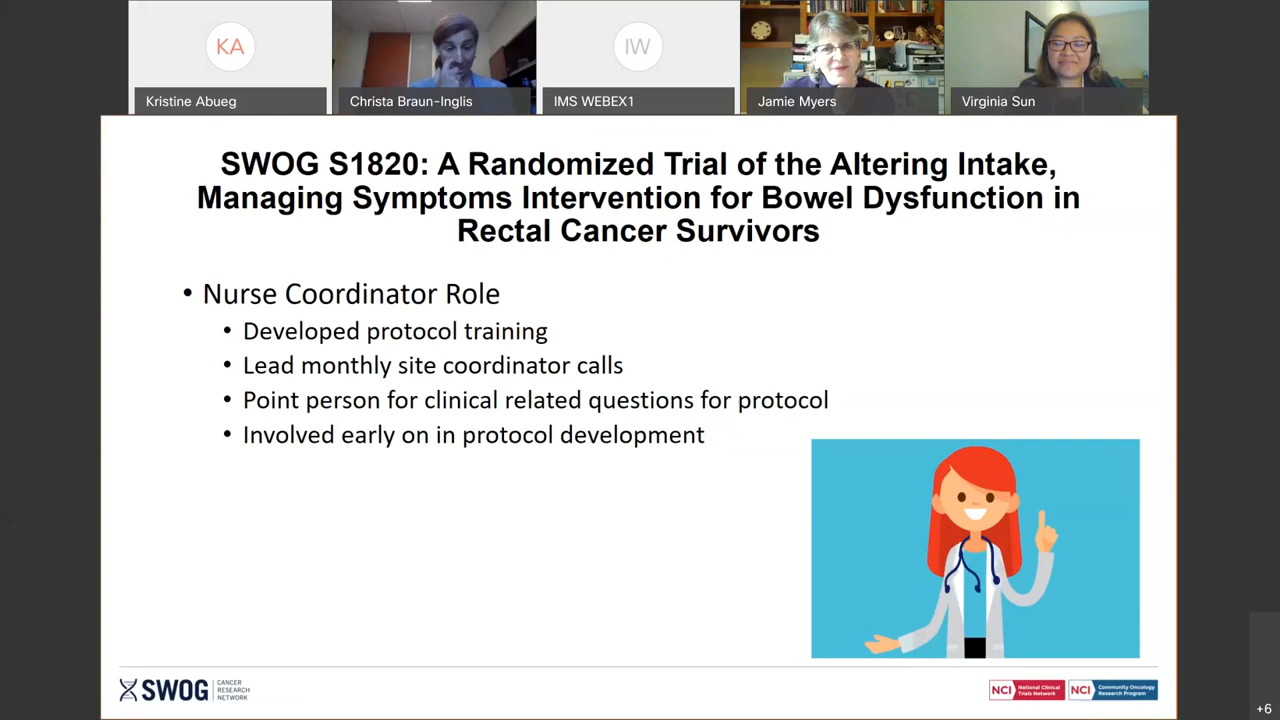 KA
IW
Kristine Abueg
Christa Braun-Inglis
IMS WEBEX1
Jamie Myers
Virginia Sun
SWOG S1820: A Randomized Trial of the Altering Intake,
Managing Symptoms Intervention for Bowel Dysfunction in
Rectal Cancer Survivors
• Nurse Coordinator Role
• Developed protocol training
• Lead monthly site coordinator calls
• Point person for clinical related questions for protocol
• Involved early on in protocol development
SWOG
CANCER
RESEARCH
NETWORK
NCI
National Clinical
Trials Network
NCI
Community Oncology
Research Program
+6